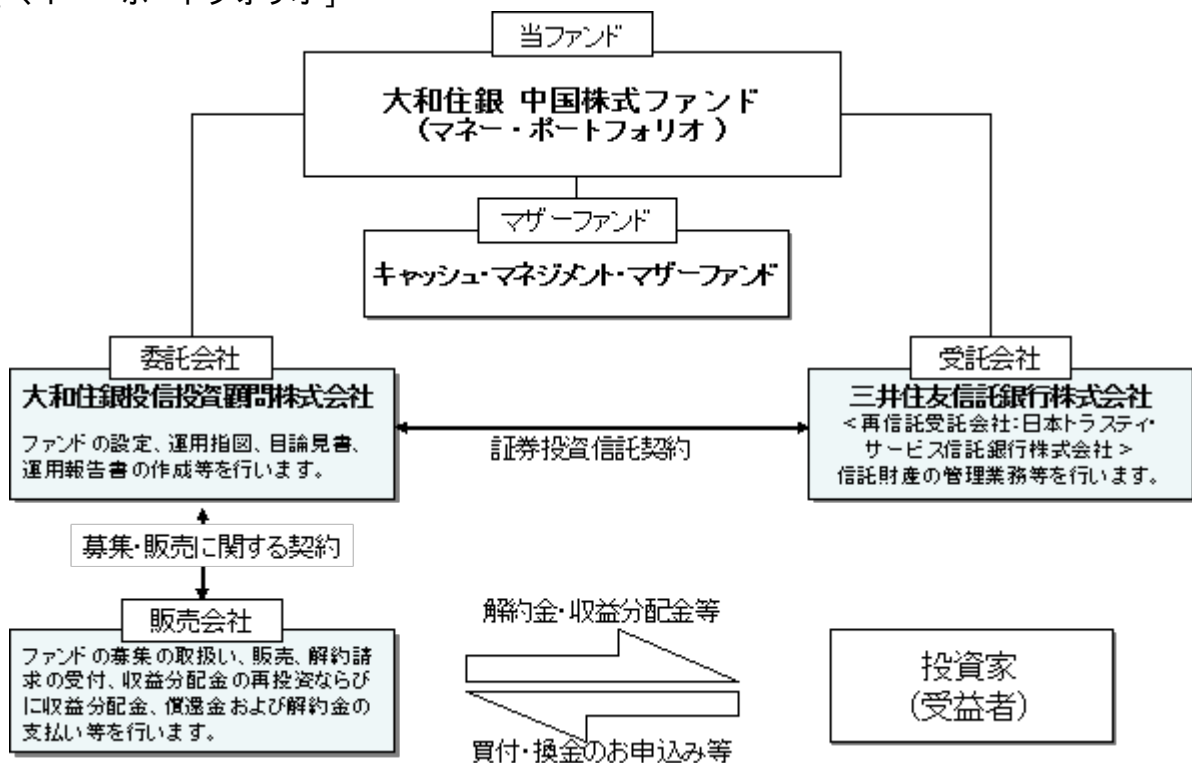 当ファンド
大和住銀 中国株式ファンド
(マネー・ポートフォリオ)
マザーファンド
キャッシュ・マネジメント・マザーファンド
委託会社
大和住銀投信投資顧問株式会社
ファンドの設定、運用指図、目論見書、
運用報告書の作成等を行います。
証券投資信託契約
受託会社
三井住友信託銀行株式会社
<再信託受託会社:日本トラスティ・
サービス信託銀行株式会社>
信託財産の管理業務等を行います。
募集・販売に関する契約
販売会社
ファンドの募集の取扱い、販売、解約請
求の受付、収益分配金の再投資ならび
に収益分配金、償還金および解約金の
支払い等を行います。
解約金・収益分配金等
買付・換金のお申込み等
投資家
(受益者)